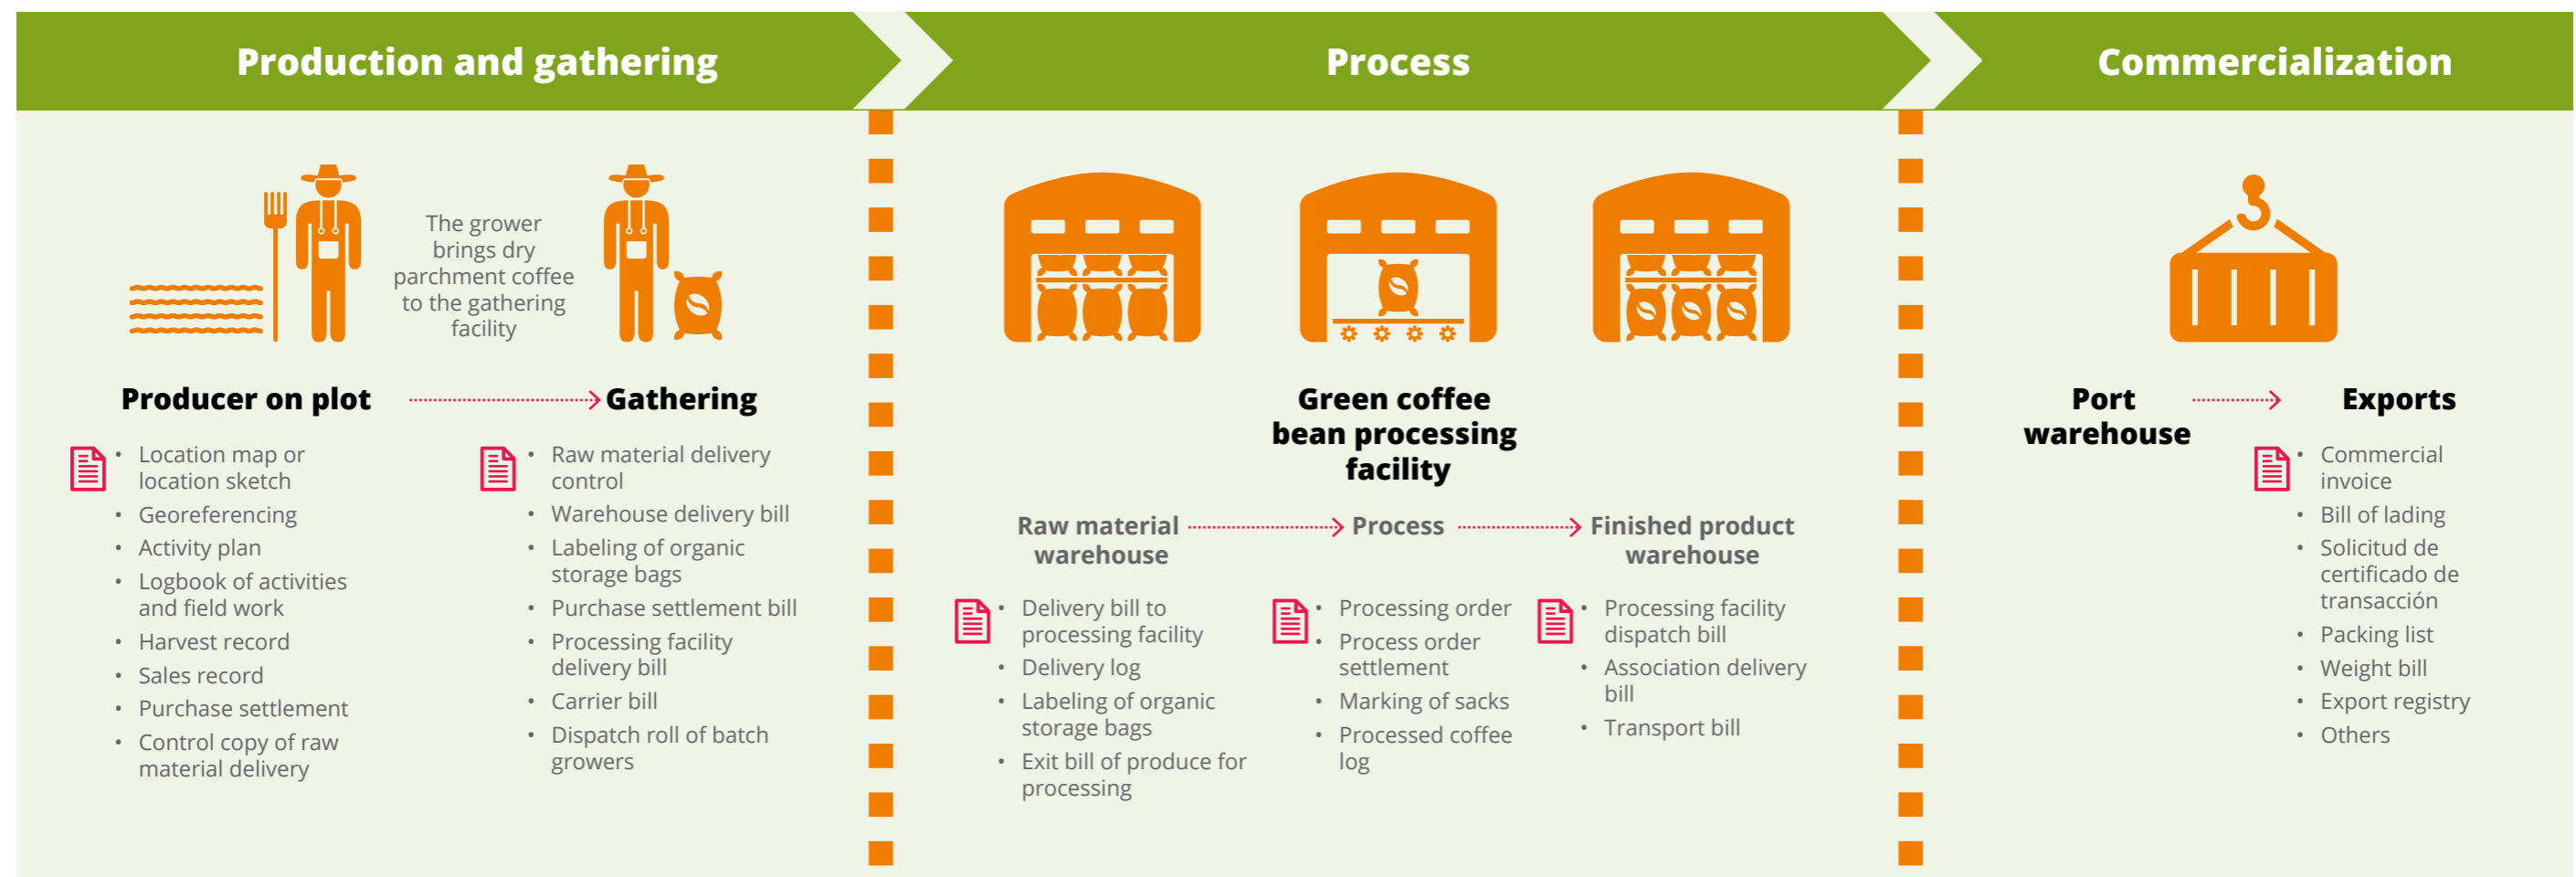 Production and gathering
Process
Commercialization
The grower
brings dry
parchment coffee
to the gathering
facility
Producer on plot
Gathering
• Location map or
location sketch
• Georeferencing
• Activity plan
• Logbook of activities
and field work
• Harvest record
• Sales record
• Purchase settlement
• Control copy of raw
material delivery
• Raw material delivery
control
• Warehouse delivery bill
• Labeling of organic
storage bags
• Purchase settlement bill
• Processing facility
delivery bill
• Carrier bill
• Dispatch roll of batch
growers
Green coffee
bean processing
facility
Raw material
warehouse
Process
Finished product
warehouse
• Delivery bill to
processing facility
• Delivery log
• Labeling of organic
storage bags
• Exit bill of produce for
processing
• Processing order
• Process order
settlement
• Marking of sacks
• Processed coffee
log
• Processing facility
dispatch bill
• Association delivery
bill
• Transport bill
Port
warehouse
Exports
• Commercial
invoice
• Bill of lading
• Solicitud de
certificado de
transacción
• Packing list
• Weight bill
• Export registry
• Others